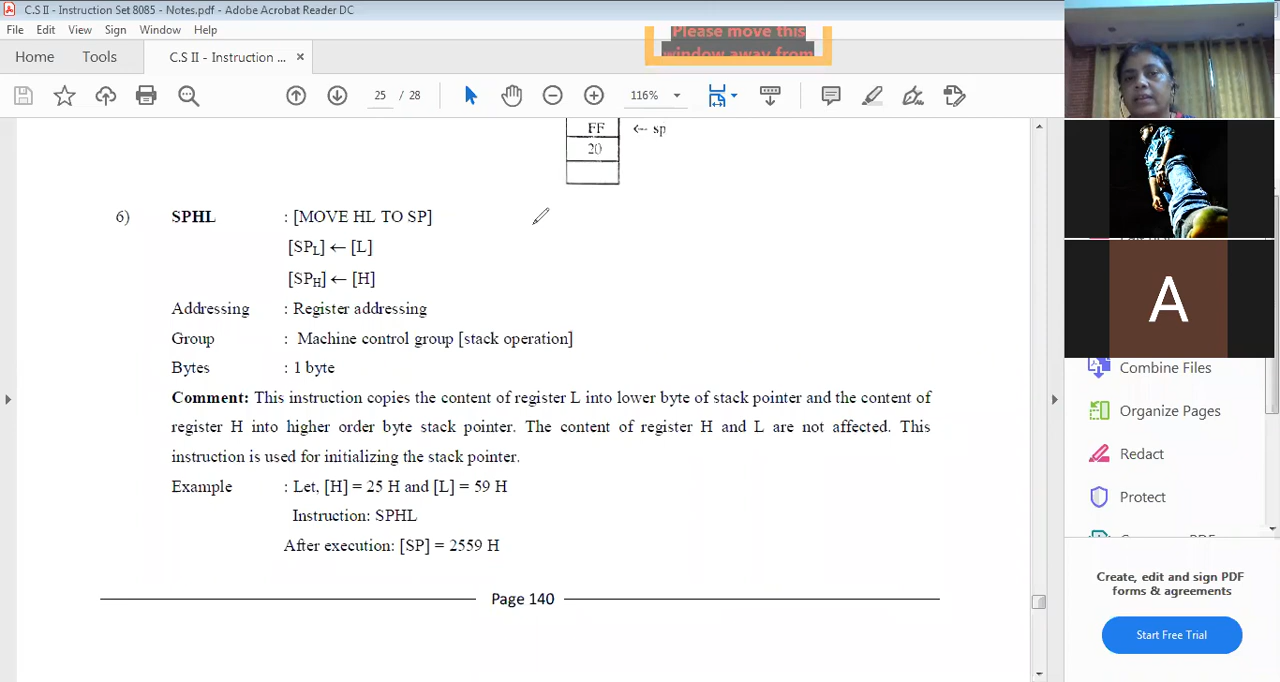 C.S II - Instruction Set 8085 - Notes.pdf - Adobe Acrobat Reader DC
File Edit View Sign Window Help
Please move this
window away from
Home Tools C.S II - Instruction ... ×
25 / 28 116%
FF ← sp
20
6) SPHL : [MOVE HL TO SP]
[SPL] ← [L]
[SPH] ← [H]
Addressing : Register addressing
Group : Machine control group [stack operation]
Bytes : 1 byte
Comment: This instruction copies the content of register L into lower byte of stack pointer and the content of
register H into higher order byte stack pointer. The content of register H and L are not affected. This
instruction is used for initializing the stack pointer.
Example : Let, [H] = 25 H and [L] = 59 H
Instruction: SPHL
After execution: [SP] = 2559 H
Page 140
A
Combine Files
Organize Pages
Redact
Protect
Create, edit and sign PDF
forms & agreements
Start Free Trial